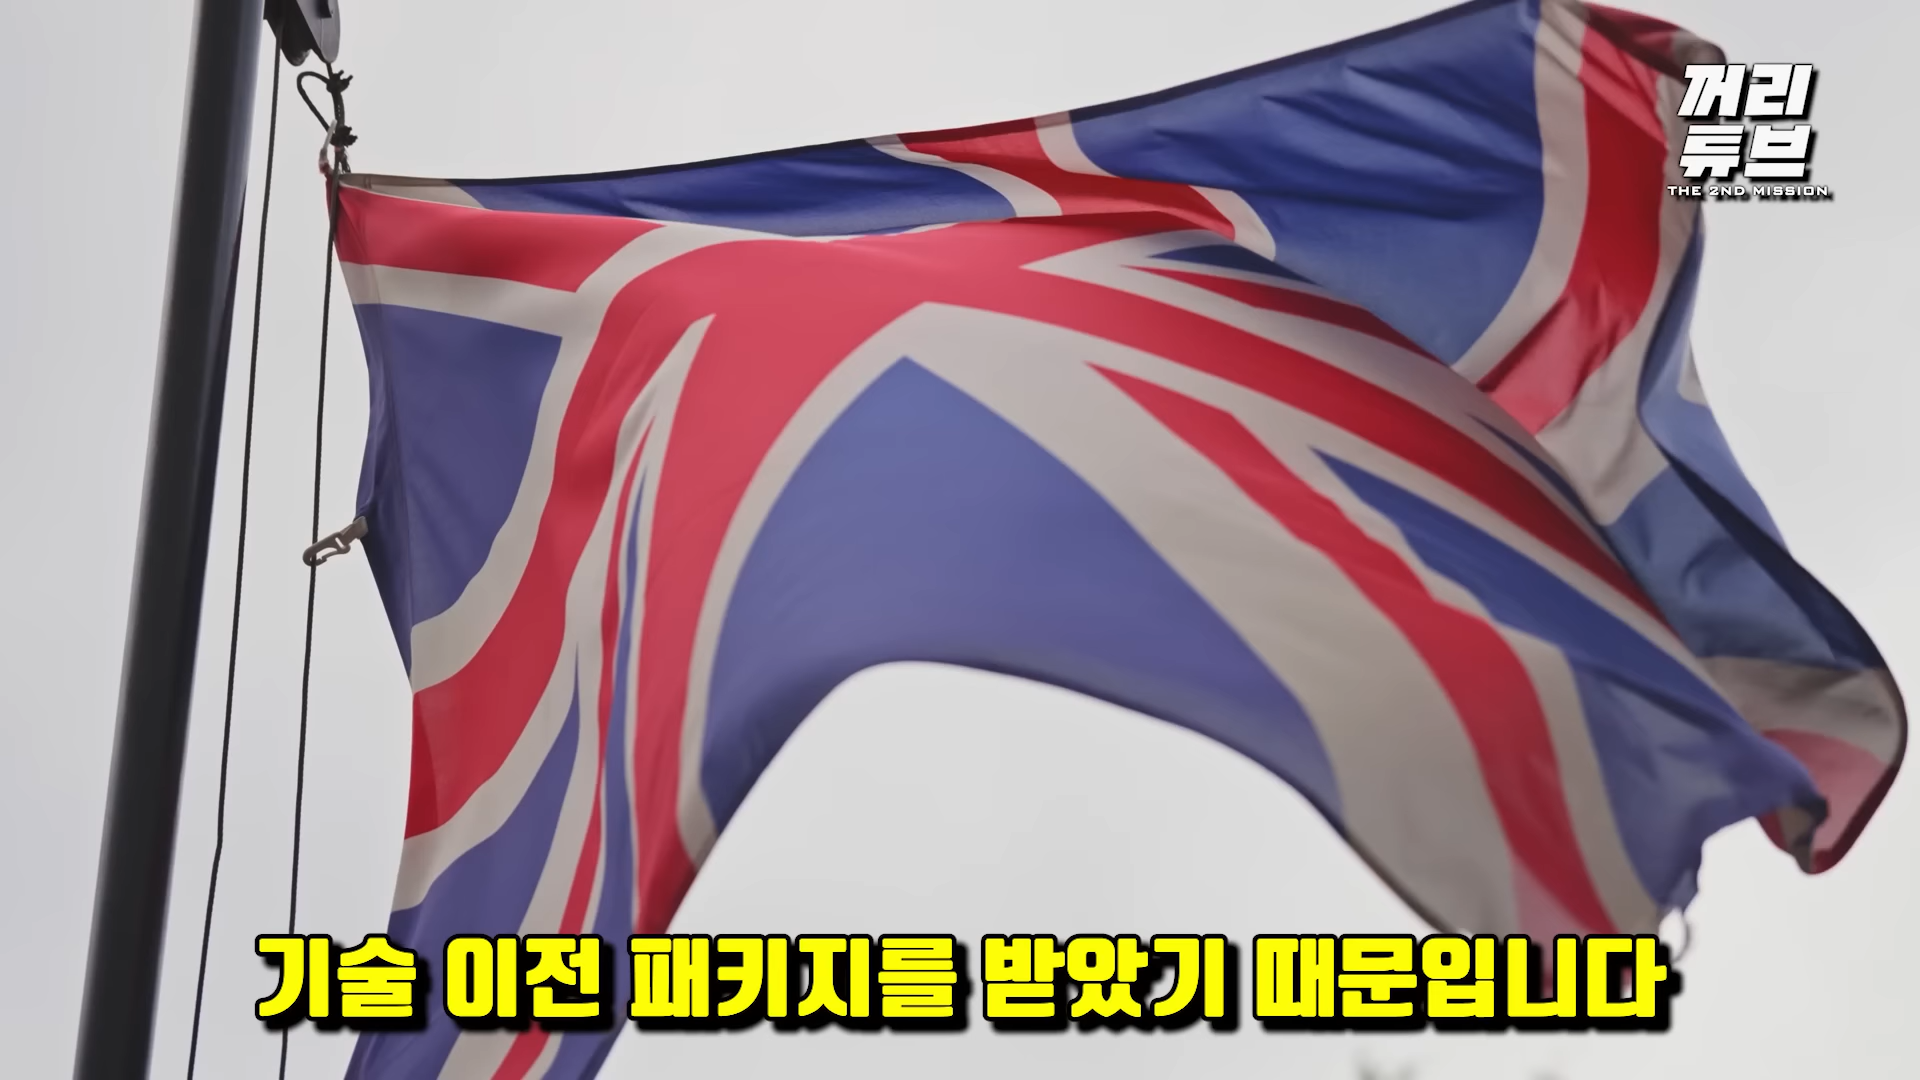 꺼리
튜브
THE 2ND MISSION
기술 이전 패키지를 받았기 때문입니다